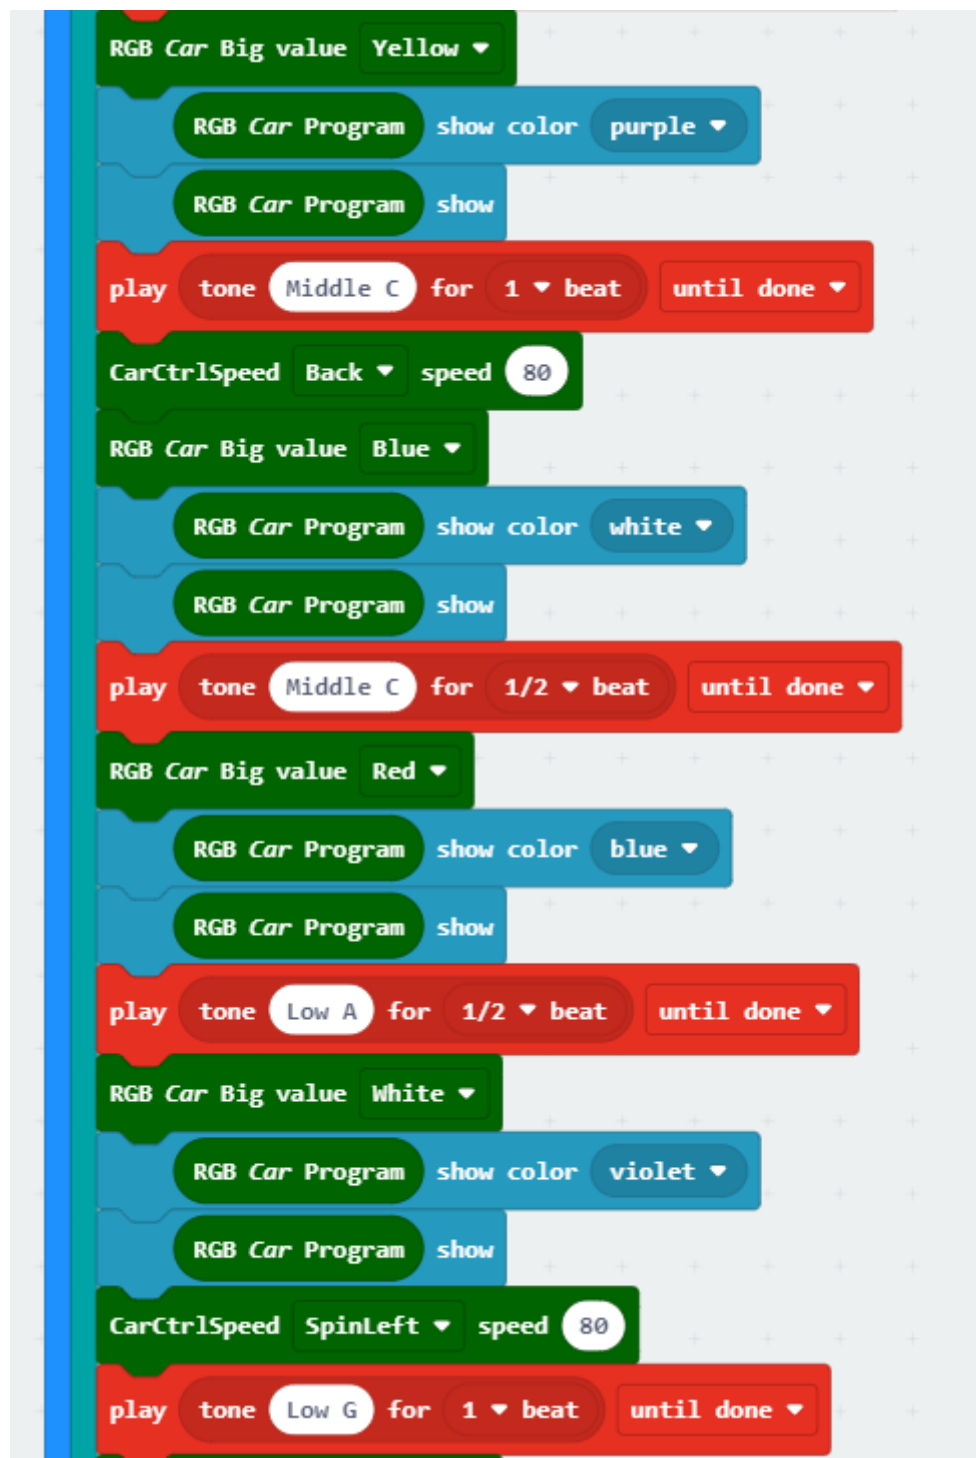 RGB Car Big value Yellow
RGB Car Program show color purple
RGB Car Program show
play tone Middle C for 1 beat until done
CarCtrlSpeed Back speed 80
RGB Car Big value Blue
RGB Car Program show color white
RGB Car Program show
play tone Middle C for 1/2 beat until done
RGB Car Big value Red
RGB Car Program show color blue
RGB Car Program show
play tone Low A for 1/2 beat until done
RGB Car Big value White
RGB Car Program show color violet
RGB Car Program show
CarCtrlSpeed SpinLeft speed 80
play tone Low G for 1 beat until done